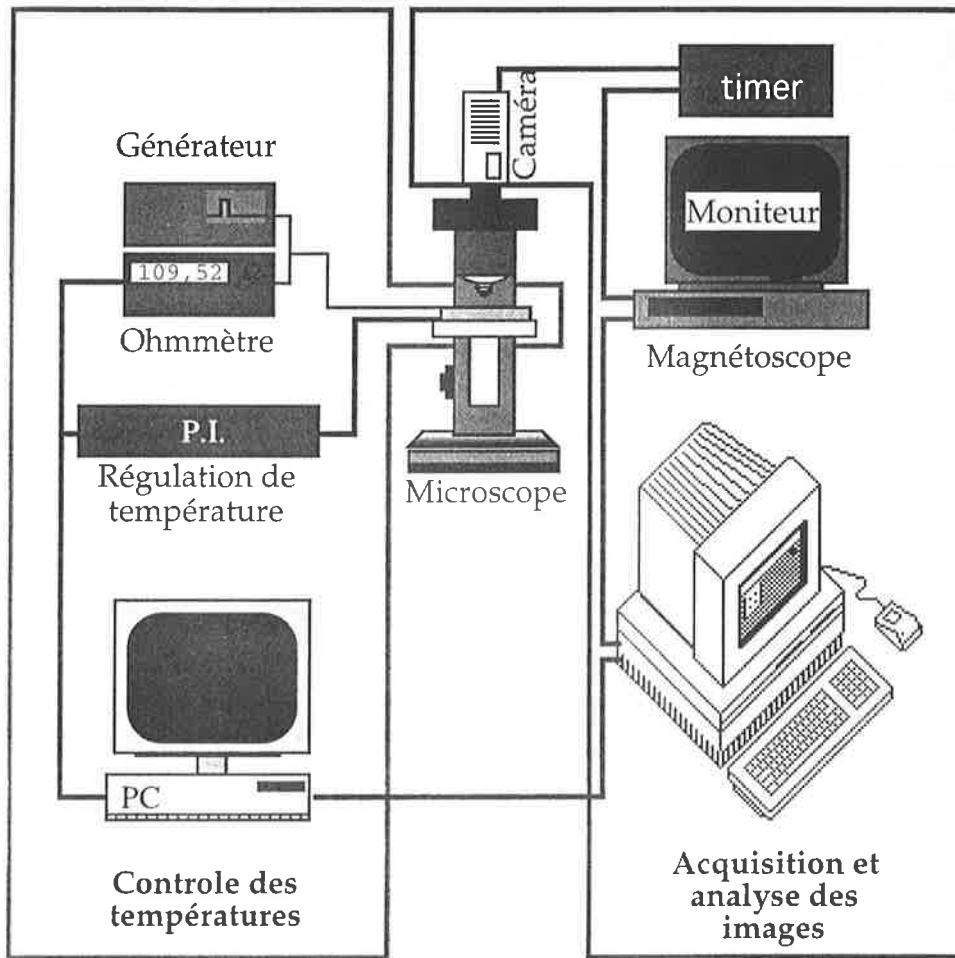 Caméra
timer
Générateur
Moniteur
109,52
Ohmmètre
Magnétoscope
P.I.
Régulation de
température
Microscope
PC
Controle des
températures
Acquisition et
analyse des
images